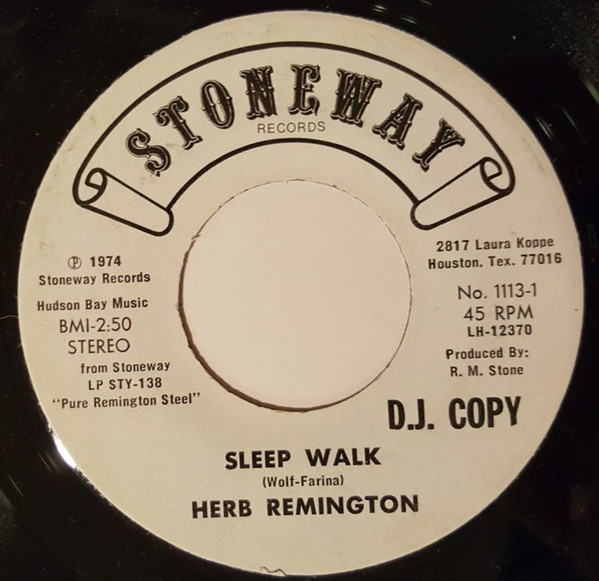 STONEWAY
RECORDS
℗ 1974
Stoneway Records
Hudson Bay Music
BMI-2:50
STEREO
from Stoneway
LP STY-138
"Pure Remington Steel"
2817 Laura Koppe
Houston, Tex. 77016
No. 1113-1
45 RPM
LH-12370
Produced By:
R. M. Stone
D.J. COPY
SLEEP WALK
(Wolf-Farina)
HERB REMINGTON